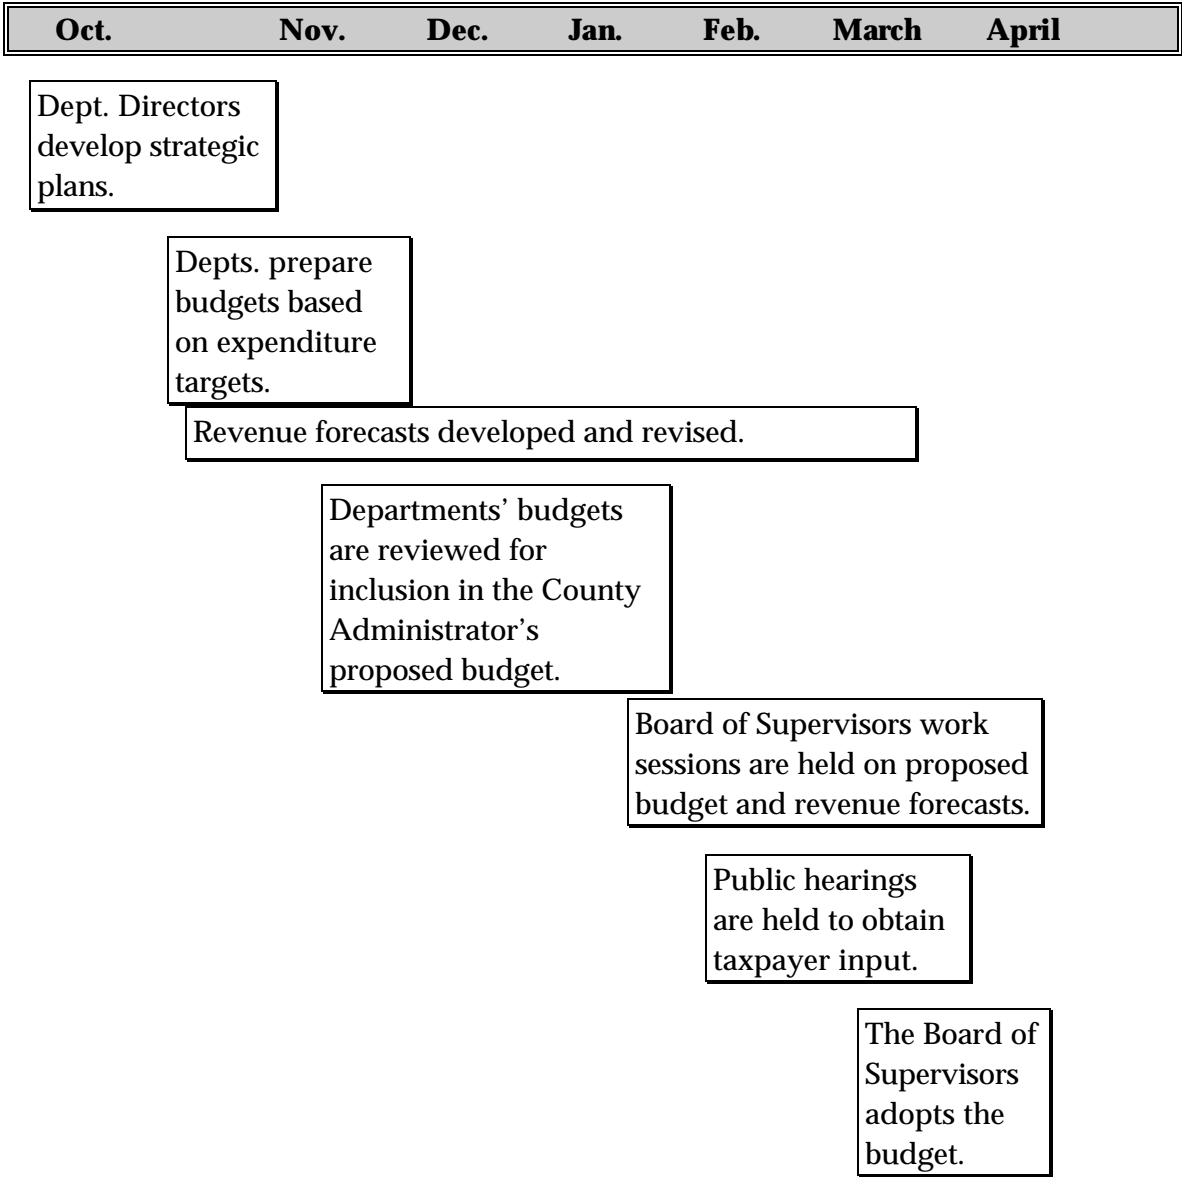 Oct. Nov. Dec. Jan. Feb. March April
Dept. Directors
develop strategic
plans.
Depts. prepare
budgets based
on expenditure
targets.
Revenue forecasts developed and revised.
Departments’ budgets
are reviewed for
inclusion in the County
Administrator’s
proposed budget.
Board of Supervisors work
sessions are held on proposed
budget and revenue forecasts.
Public hearings
are held to obtain
taxpayer input.
The Board of
Supervisors
adopts the
budget.